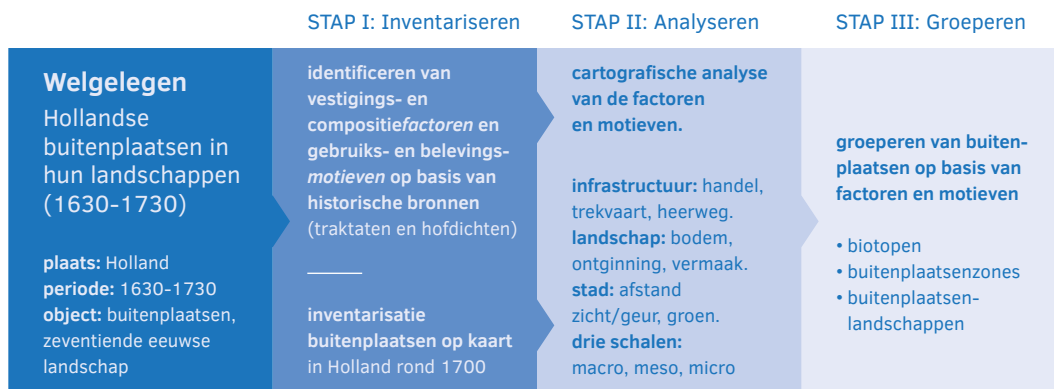 STAP I: Inventariseren
STAP II: Analyseren
STAP III: Groeperen
Welgelegen
Hollandse
buitenplaatsen in
hun landschappen
(1630-1730)
plaats: Holland
periode: 1630-1730
object: buitenplaatsen,
zeventiende eeuwse
landschap
identificeren van
vestigings- en
compositiefactoren en
gebruiks- en belevings-
motieven op basis van
historische bronnen
(traktaten en hofdichten)
inventarisatie
buitenplaatsen op kaart
in Holland rond 1700
cartografische analyse
van de factoren
en motieven.
infrastructuur: handel,
trekvaart, heerweg.
landschap: bodem,
ontginning, vermaak.
stad: afstand
zicht/geur, groen.
drie schalen:
macro, meso, micro
groeperen van buiten-
plaatsen op basis van
factoren en motieven
• biotopen
• buitenplaatsenzones
• buitenplaatsen-
landschappen